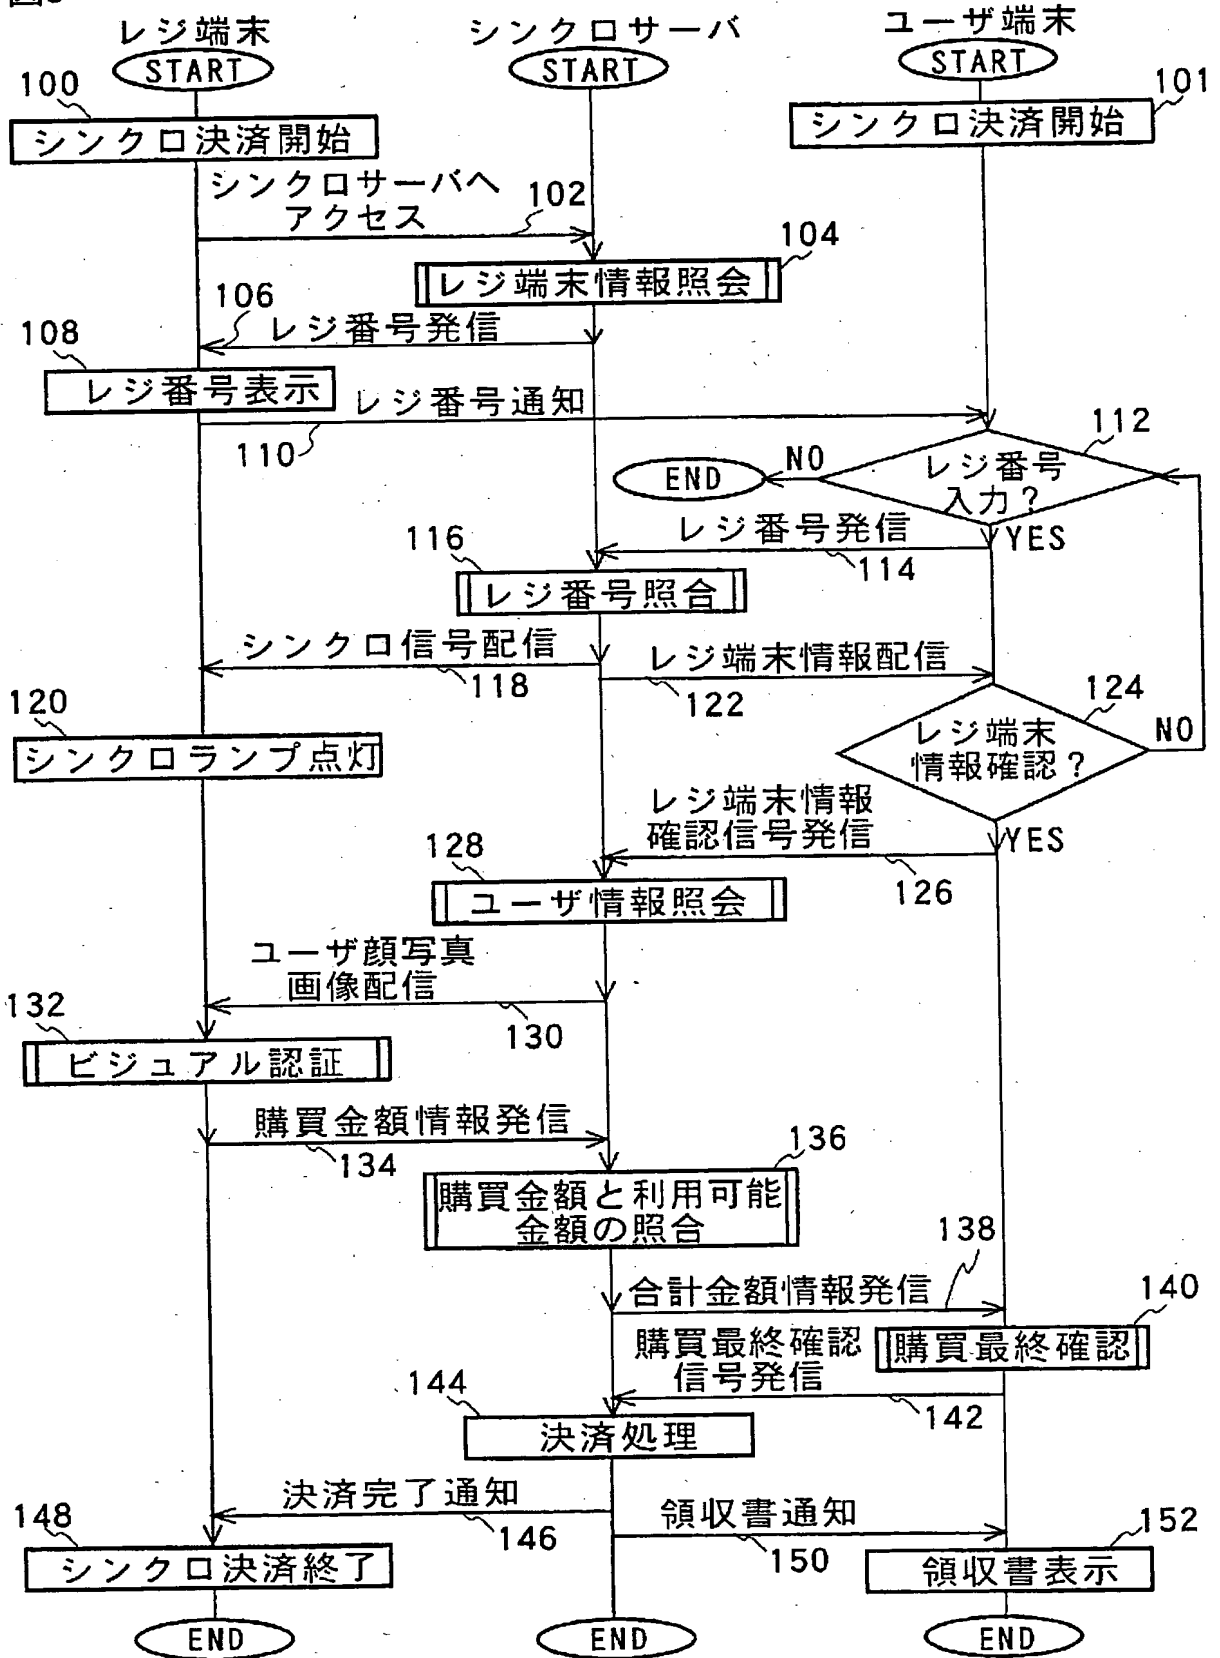 レジ端末
シンクロサーバ
ユーザ端末
START
START
START
100
101
シンクロ決済開始
シンクロ決済開始
シンクロサーバへ
アクセス
102
104
レジ端末情報照会
106
レジ番号発信
108
レジ番号表示
レジ番号通知
110
112
レジ番号
入力?
NO
END
YES
レジ番号発信
114
116
レジ番号照合
シンクロ信号配信
118
レジ端末情報配信
122
120
シンクロランプ点灯
124
レジ端末
情報確認?
NO
YES
レジ端末情報
確認信号発信
126
128
ユーザ情報照会
ユーザ顔写真
画像配信
130
132
ビジュアル認証
購買金額情報発信
134
136
購買金額と利用可能
金額の照合
138
合計金額情報発信
140
購買最終確認
購買最終確認
信号発信
142
144
決済処理
決済完了通知
146
148
シンクロ決済終了
領収書通知
150
152
領収書表示
END
END
END